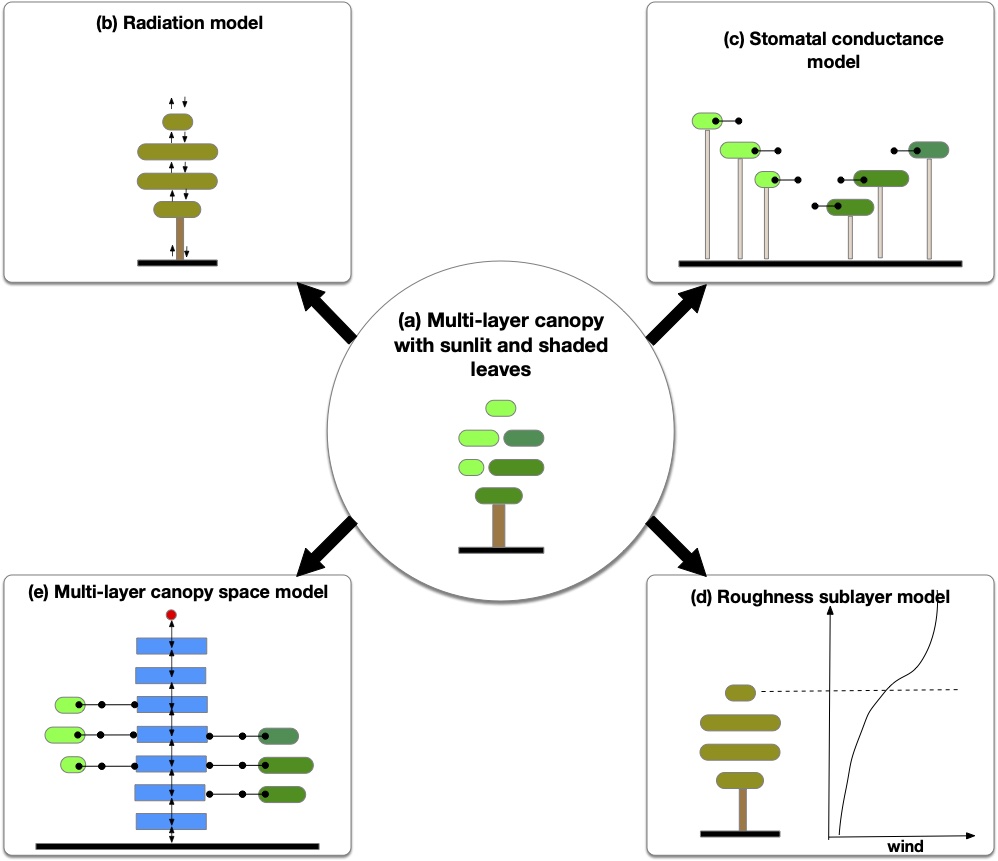 (b) Radiation model
(c) Stomatal conductance
model
(a) Multi-layer canopy
with sunlit and shaded
leaves
(e) Multi-layer canopy space model
(d) Roughness sublayer model
wind